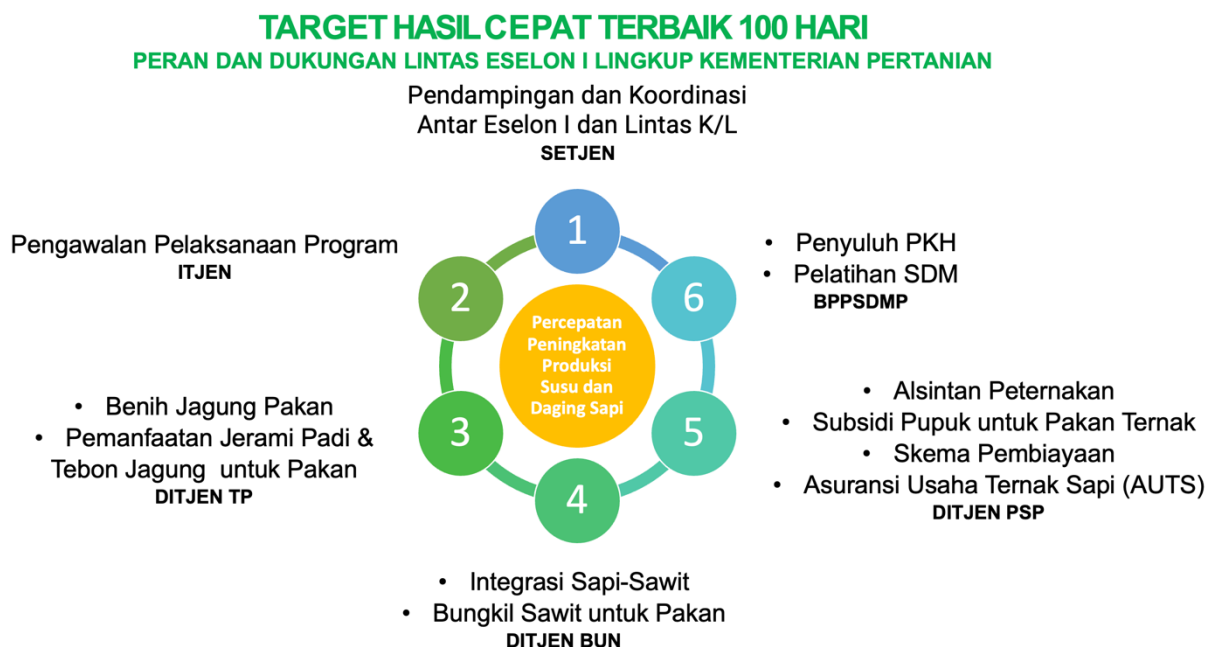 TARGET HASIL CEPAT TERBAIK 100 HARI
PERAN DAN DUKUNGAN LINTAS ESELON I LINGKUP KEMENTERIAN PERTANIAN
Pendampingan dan Koordinasi
Antar Eselon I dan Lintas K/L
SETJEN
1
Pengawalan Pelaksanaan Program
ITJEN
2
• Benih Jagung Pakan
• Pemanfaatan Jerami Padi &
Tebon Jagung untuk Pakan
DITJEN TP
3
• Integrasi Sapi-Sawit
• Bungkil Sawit untuk Pakan
DITJEN BUN
4
• Alsintan Peternakan
• Subsidi Pupuk untuk Pakan Ternak
• Skema Pembiayaan
• Asuransi Usaha Ternak Sapi (AUTS)
DITJEN PSP
5
• Penyuluh PKH
• Pelatihan SDM
BPPSDMP
6
Percepatan
Peningkatan
Produksi
Susu dan
Daging Sapi